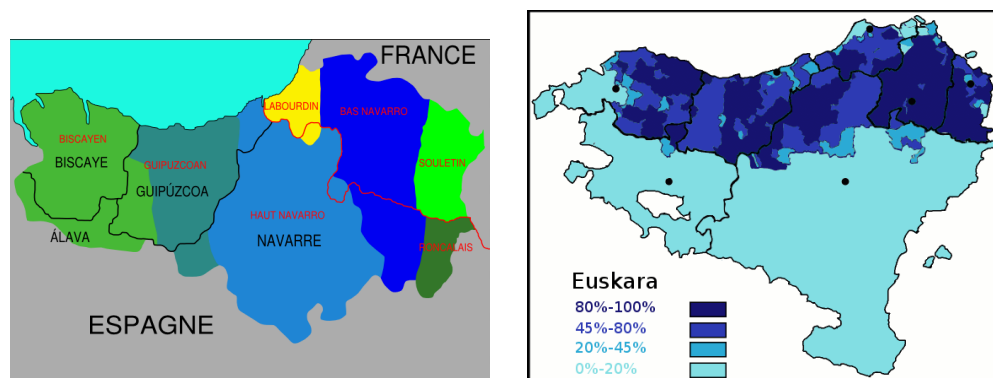 FRANCE
LABOURDIN
BAS NAVARRO
BISCAYEN
BISCAYE
GUIPUZCOAN
GUIPÚZCOA
SOULETIN
HAUT NAVARRO
NAVARRE
ÁLAVA
RONCALAIS
ESPAGNE
Euskara
80%-100%
45%-80%
20%-45%
0%-20%